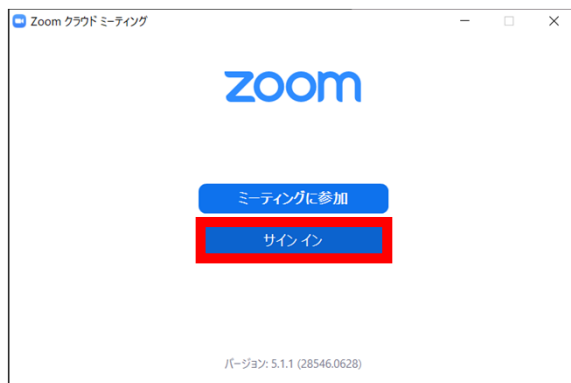 Zoom クラウド ミーティング
zoom
ミーティングに参加
サイン イン
バージョン: 5.1.1 (28546.0628)